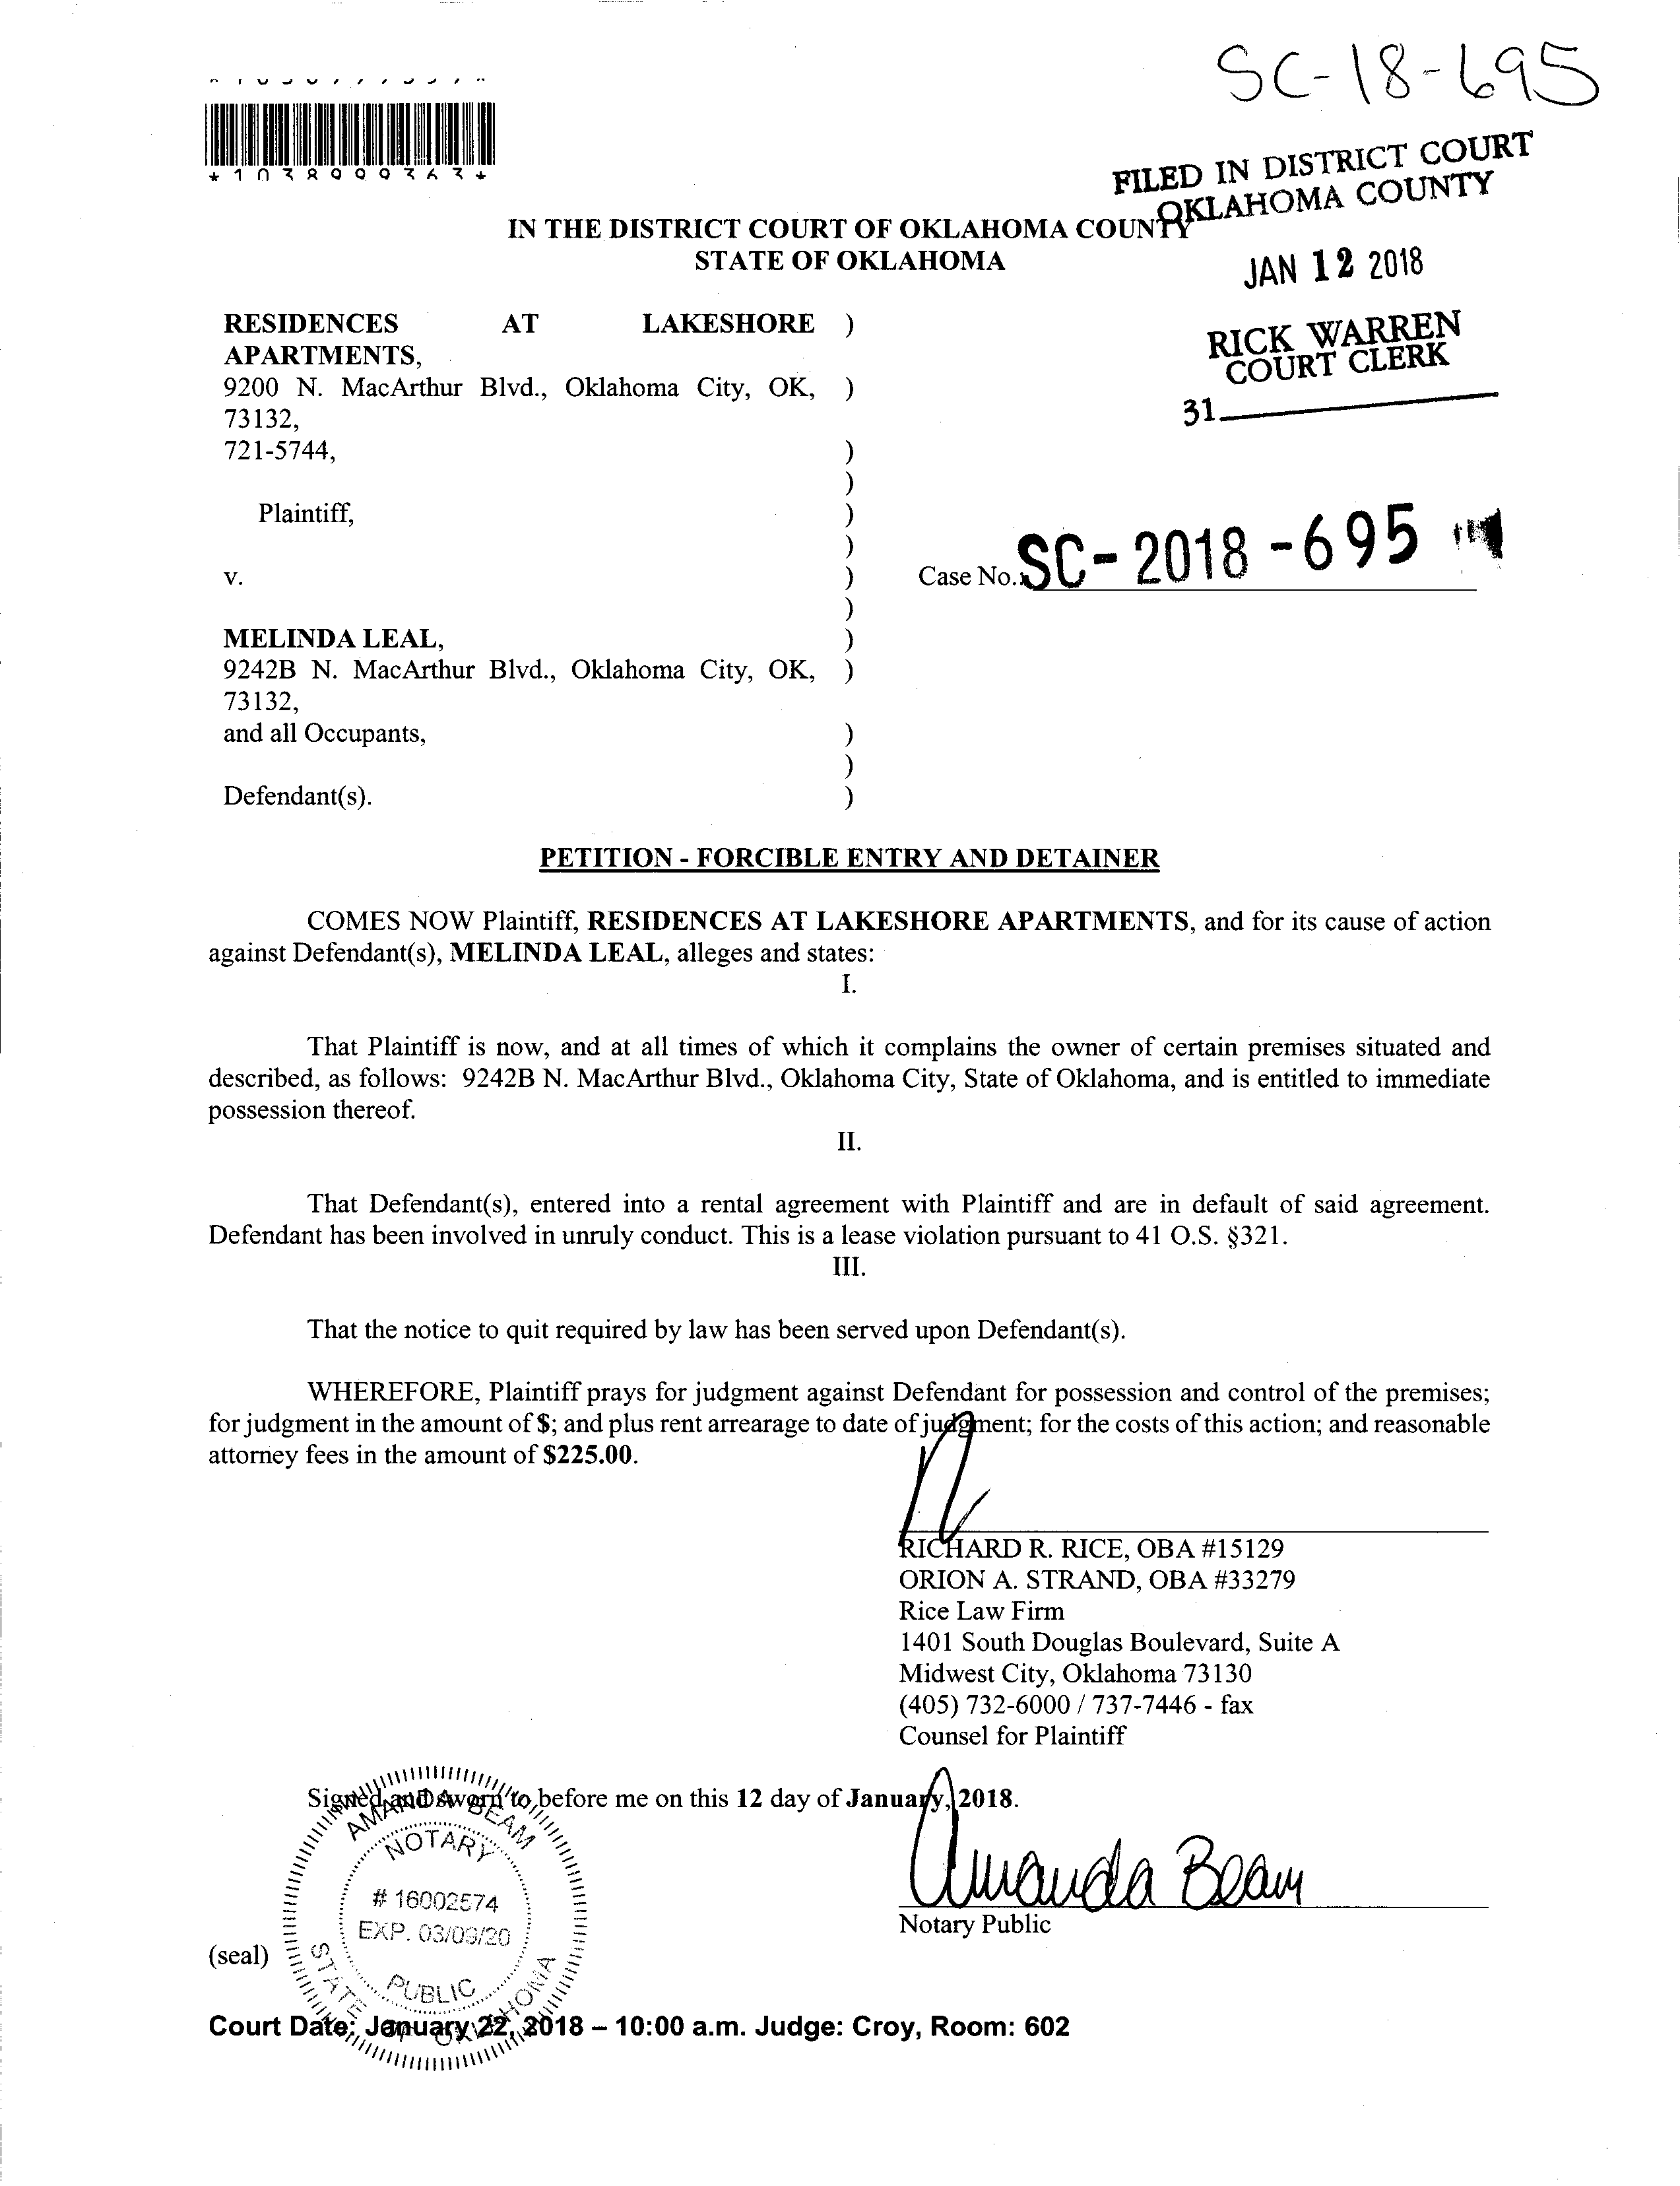 SC-18-695
*1038999363*
FILED IN DISTRICT COURT
OKLAHOMA COUNTY
IN THE DISTRICT COURT OF OKLAHOMA COUNTY
STATE OF OKLAHOMA
JAN 12 2018
RICK WARREN
COURT CLERK
31
RESIDENCES AT LAKESHORE )
APARTMENTS,
9200 N. MacArthur Blvd., Oklahoma City, OK, )
73132,
721-5744, )
)
Plaintiff, )
)
v. )
Case No. SC-2018-695
)
MELINDA LEAL, )
9242B N. MacArthur Blvd., Oklahoma City, OK, )
73132,
and all Occupants, )
)
Defendant(s). )
PETITION - FORCIBLE ENTRY AND DETAINER
COMES NOW Plaintiff, RESIDENCES AT LAKESHORE APARTMENTS, and for its cause of action
against Defendant(s), MELINDA LEAL, alleges and states:
I.
That Plaintiff is now, and at all times of which it complains the owner of certain premises situated and
described, as follows: 9242B N. MacArthur Blvd., Oklahoma City, State of Oklahoma, and is entitled to immediate
possession thereof.
II.
That Defendant(s), entered into a rental agreement with Plaintiff and are in default of said agreement.
Defendant has been involved in unruly conduct. This is a lease violation pursuant to 41 O.S. §321.
III.
That the notice to quit required by law has been served upon Defendant(s).
WHEREFORE, Plaintiff prays for judgment against Defendant for possession and control of the premises;
for judgment in the amount of $; and plus rent arrearage to date of judgment; for the costs of this action; and reasonable
attorney fees in the amount of $225.00.
RICHARD R. RICE, OBA #15129
ORION A. STRAND, OBA #33279
Rice Law Firm
1401 South Douglas Boulevard, Suite A
Midwest City, Oklahoma 73130
(405) 732-6000 / 737-7446 - fax
Counsel for Plaintiff
Signed and sworn to before me on this 12 day of January, 2018.
AMANDA BEAM
NOTARY
# 16002574
EXP. 03/09/20
PUBLIC
STATE OF OKLAHOMA
Amanda Beam
Notary Public
(seal)
Court Date: January 22, 2018 – 10:00 a.m. Judge: Croy, Room: 602